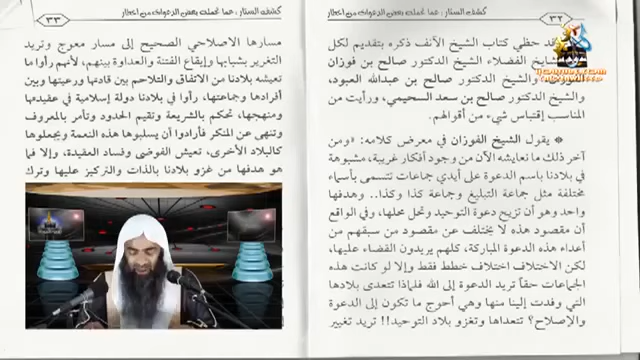 كشف الستار : عما تحملت بعض الدعوات من أخطار
٣٢
حظي كتاب الشيخ الآنف ذكره بتقديم لكل
الفضلاء الشيخ الدكتور صالح بن فوزان
والشيخ الدكتور صالح بن عبدالله العبود،
والشيخ الدكتور صالح بن سعد السحيمي، ورأيت من
المناسب إقتباس شيء من أقوالهم.
يقول الشيخ الفوزان في معرض كلامه: «ومن
آخر ذلك ما نعايشه الآن من وجود أفكار غريبة، مشبوهة
في بلادنا باسم الدعوة على أيدي جماعات تتسمى بأسماء
مختلفة مثل جماعة التبليغ وجماعة كذا وكذا.. وهدفها
واحد وهو أن تزيح دعوة التوحيد وتحل محلها، وفي الواقع
أن مقصود هذه لا يختلف عن مقصود من سبقهم من
أعداء هذه الدعوة المباركة، كلهم يريدون القضاء عليها،
لكن الاختلاف اختلاف خطط فقط وإلا لو كانت هذه
الجماعات حقاً تريد الدعوة إلى الله فلماذا تتعدى بلادها
التي وفدت إلينا منها وهي أحوج ما تكون إلى الدعوة
والإصلاح؟ تتعداها وتغزو بلاد التوحيد!! تريد تغيير
كشف الستار : عما تحملت بعض الدعوات من أخطار
٣٣
مسارها الإصلاحي الصحيح إلى مسار معوج وتريد
التغرير بشبابها وإيقاع الفتنة والعداوة بينهم، لأنهم رأوا ما
تعيشه بلادنا من الاتفاق والتلاحم بين قادتها ورعيتها وبين
أفرادها وجماعتها، رأوا في بلادنا دولة إسلامية في عقيدتها
ومنهجها، تحكم بالشريعة وتقيم الحدود وتأمر بالمعروف
وتنهى عن المنكر فأرادوا أن يسلبوها هذه النعمة ويجعلوها
كالبلاد الأخرى، تعيش الفوضى وفساد العقيدة، وإلا فما
هو هدفها من غزو بلادنا بالذات والتركيز عليها وترك